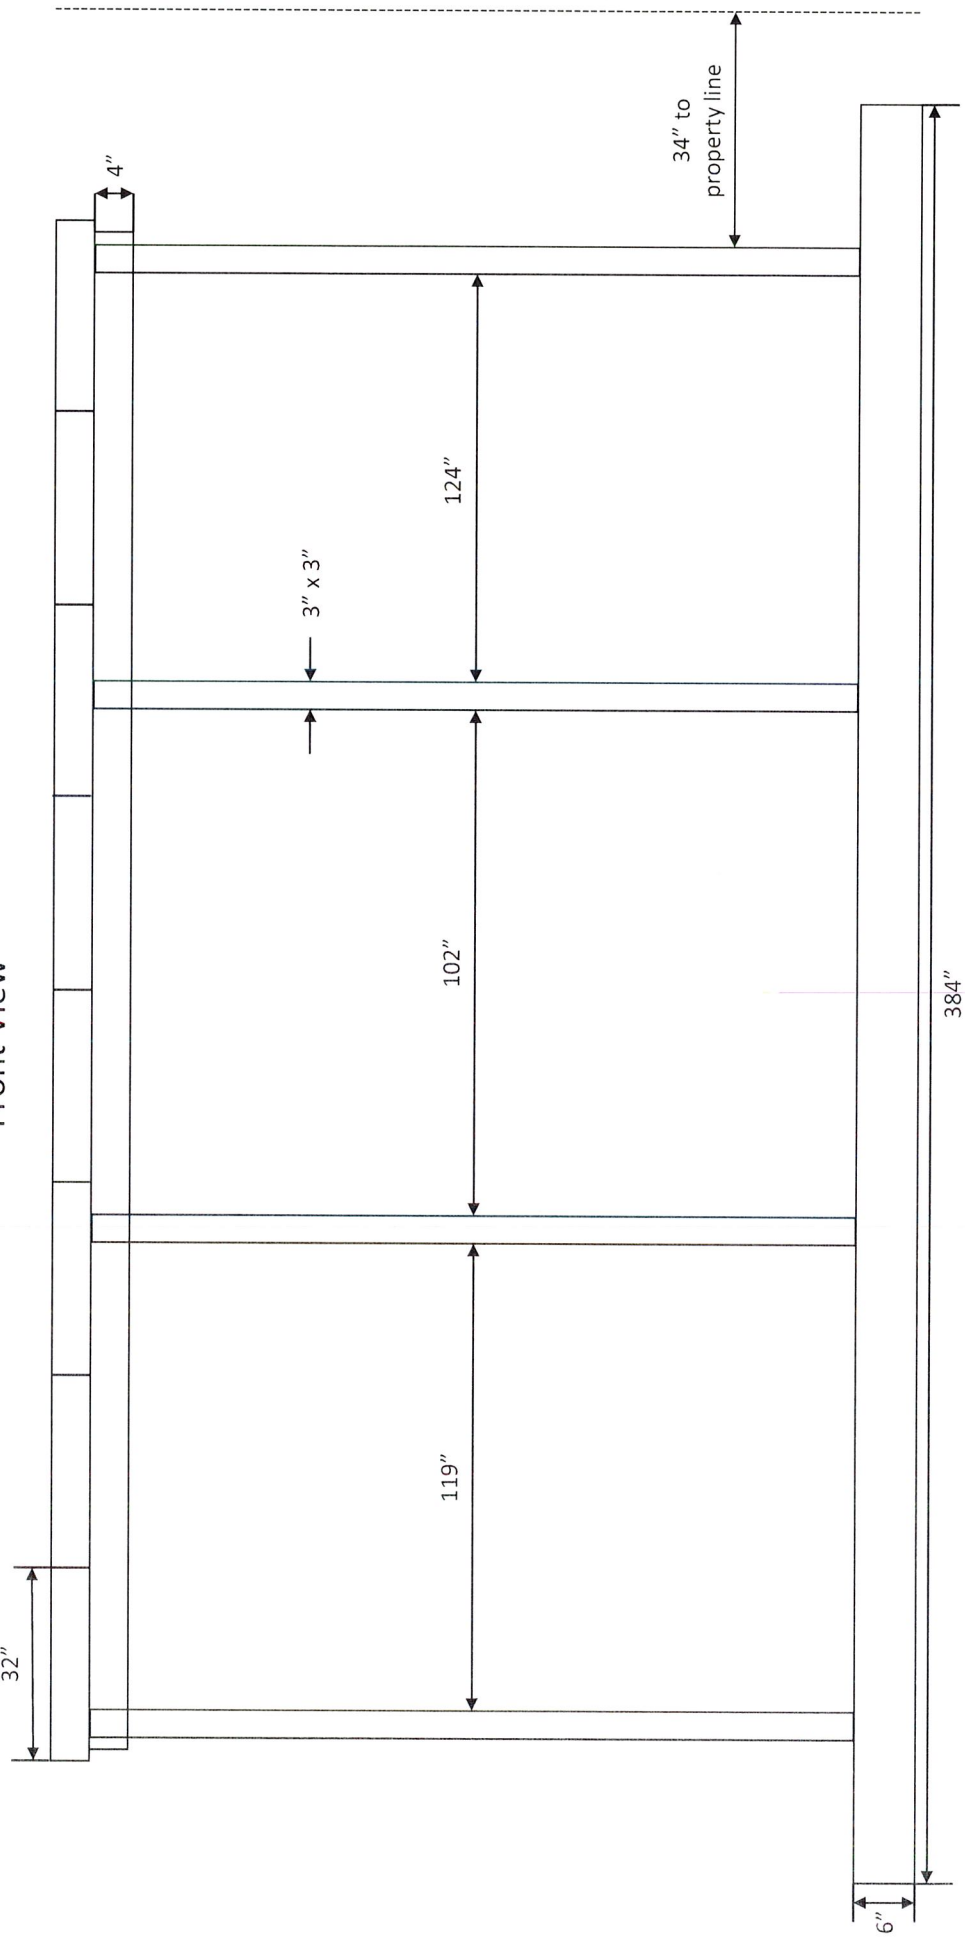 Front View
32”
4”
3” x 3”
119”
102”
124”
34” to
property line
6”
384”